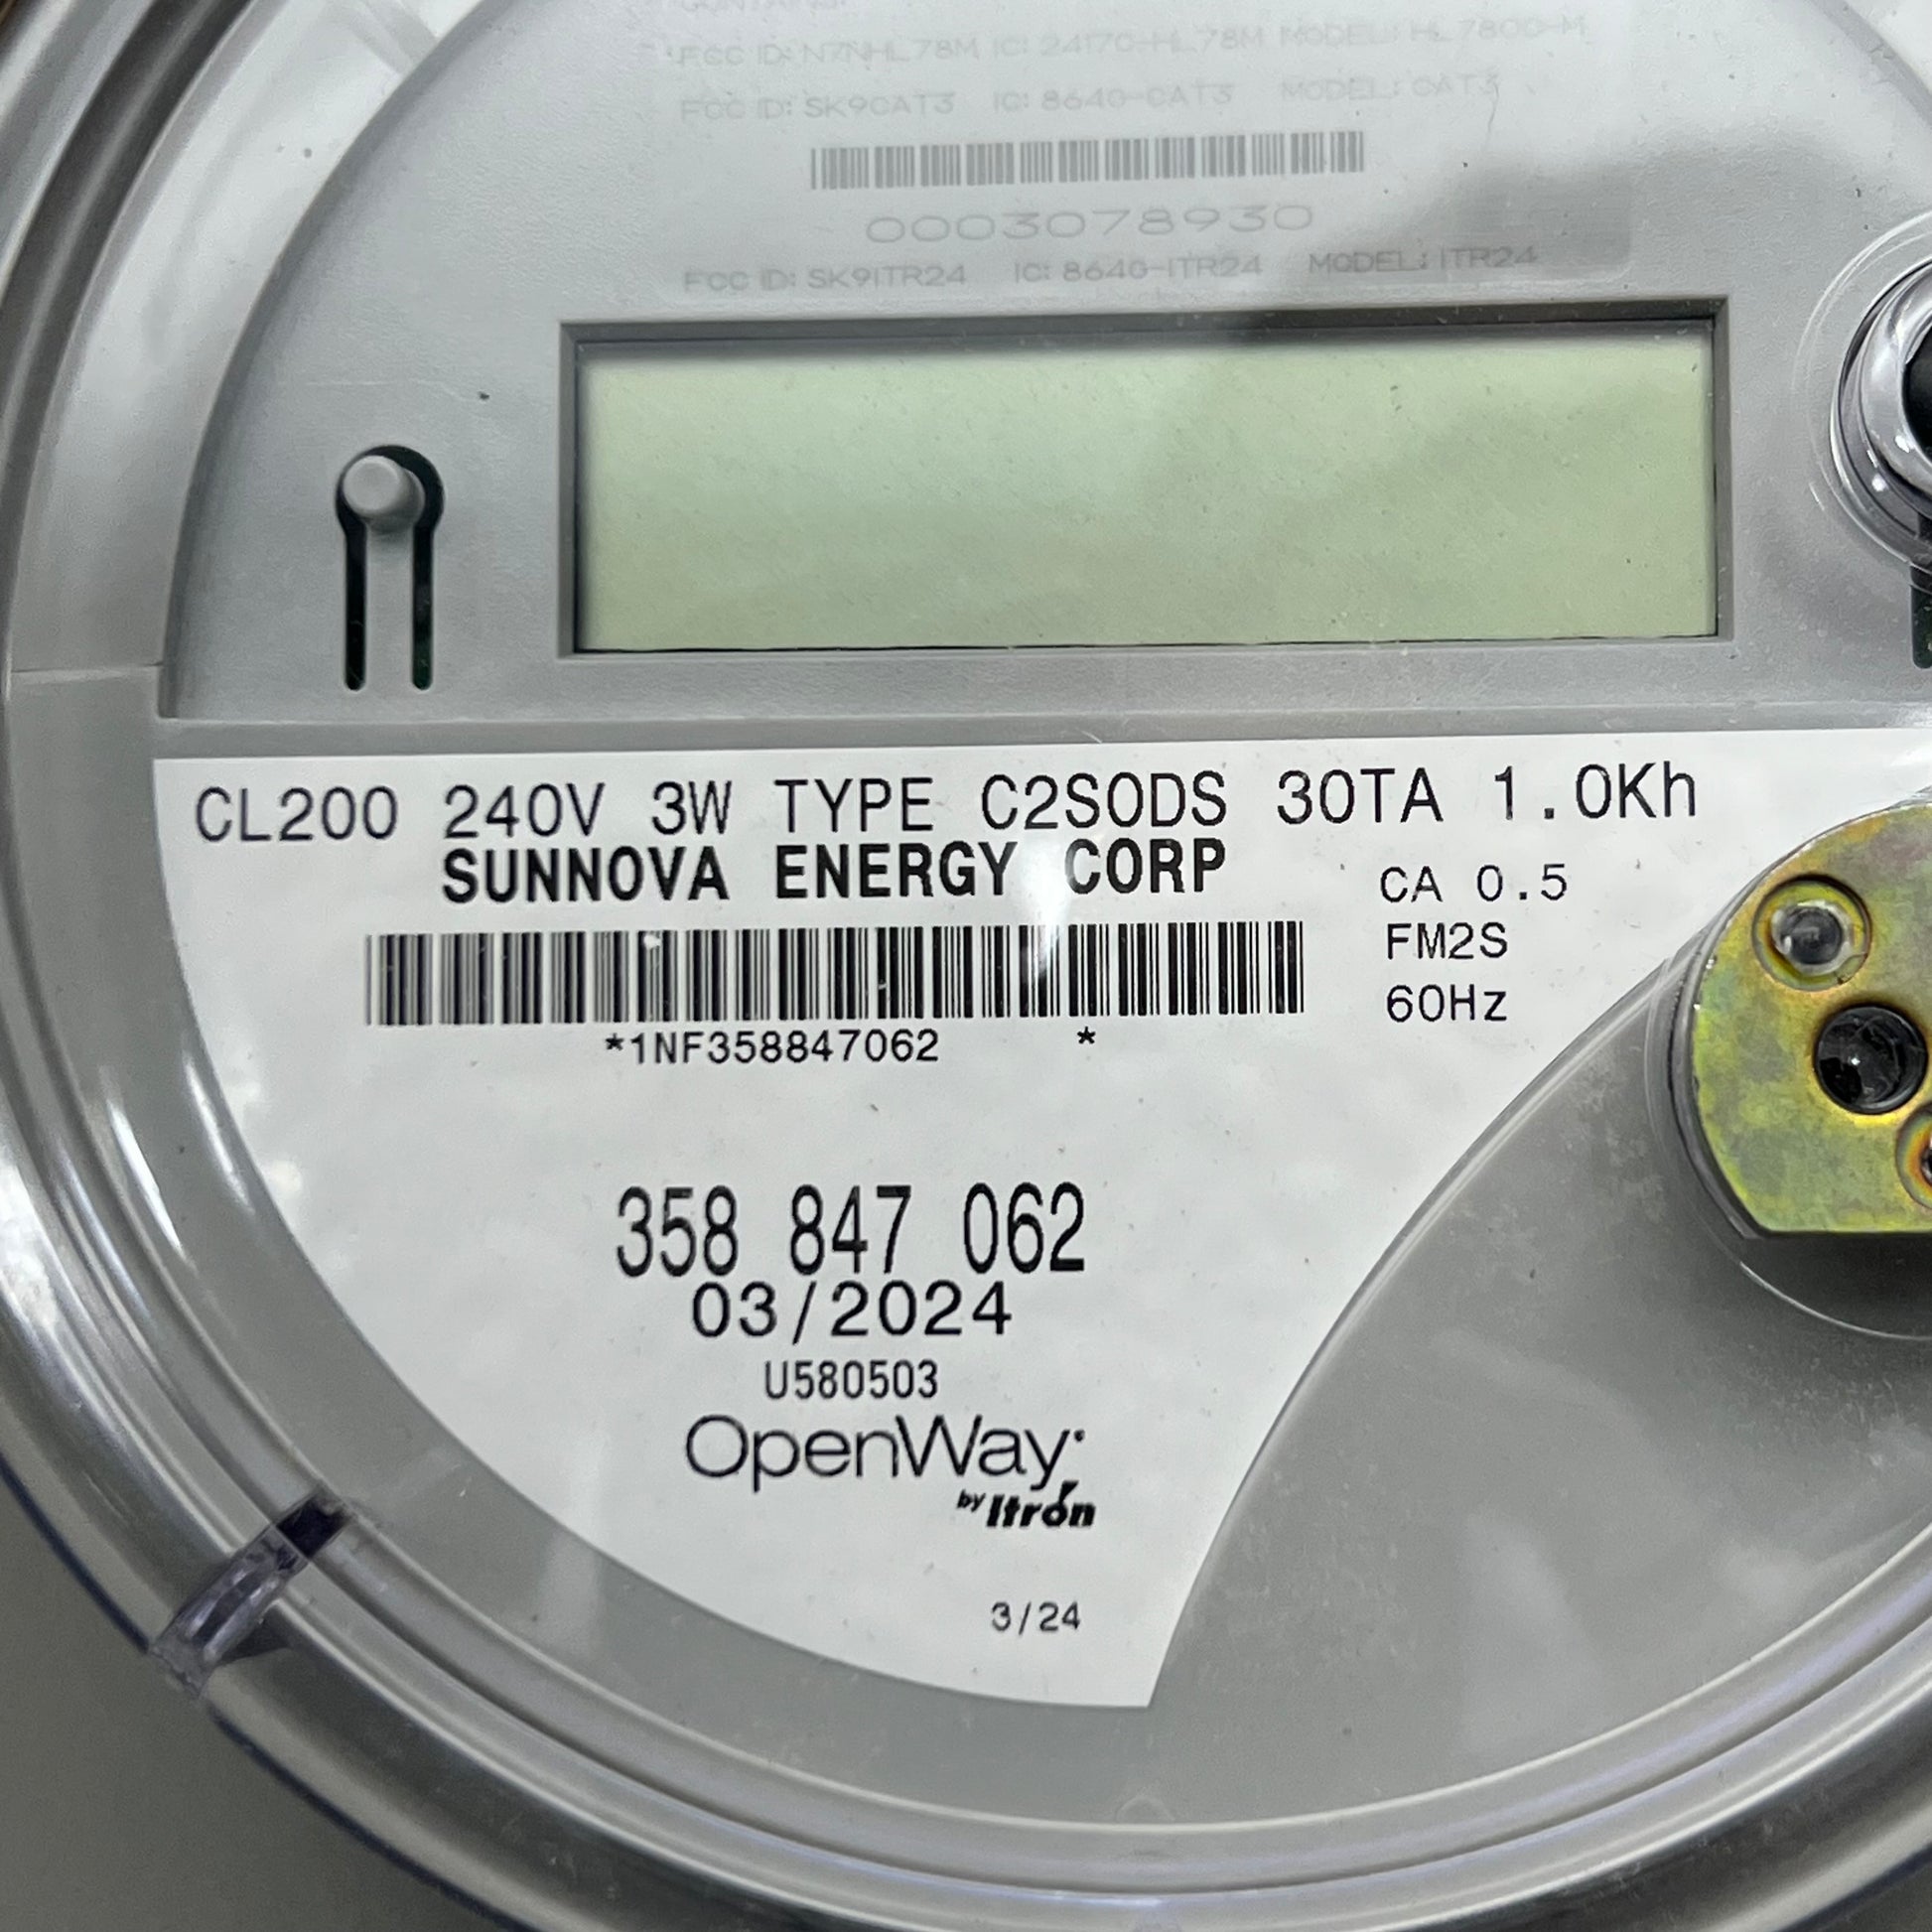 FCC ID: N7NHL78M IC: 2417C-HL78M MODEL: HL7800-M
FCC ID: SK9CAT3 IC: 8640-CAT3 MODEL: CAT3
0003078930
FCC ID: SK9ITR24 IC: 8640-ITR24 MODEL: ITR24
CL200 240V 3W TYPE C2SODS 30TA 1.0Kh
SUNNOVA ENERGY CORP
CA 0.5
FM2S
60Hz
*1NF358847062 *
358 847 062
03/2024
U580503
OpenWay
by Itron
3/24